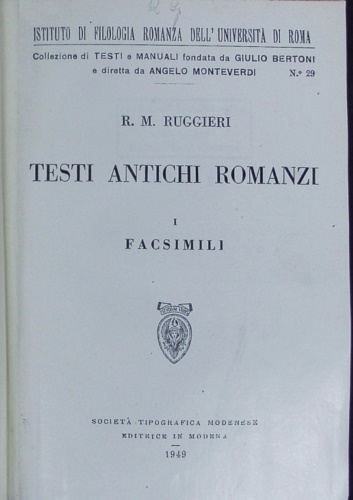 ISTITUTO DI FILOLOGIA ROMANZA DELL'UNIVERSITÀ DI ROMA
Collezione di TESTI e MANUALI fondata da GIULIO BERTONI
e diretta da ANGELO MONTEVERDI N.º 29
R. M. RUGGIERI
TESTI ANTICHI ROMANZI
I
FACSIMILI
SOCIETÀ TIPOGRAFICA MODENESE
EDITRICE IN MODENA
1949